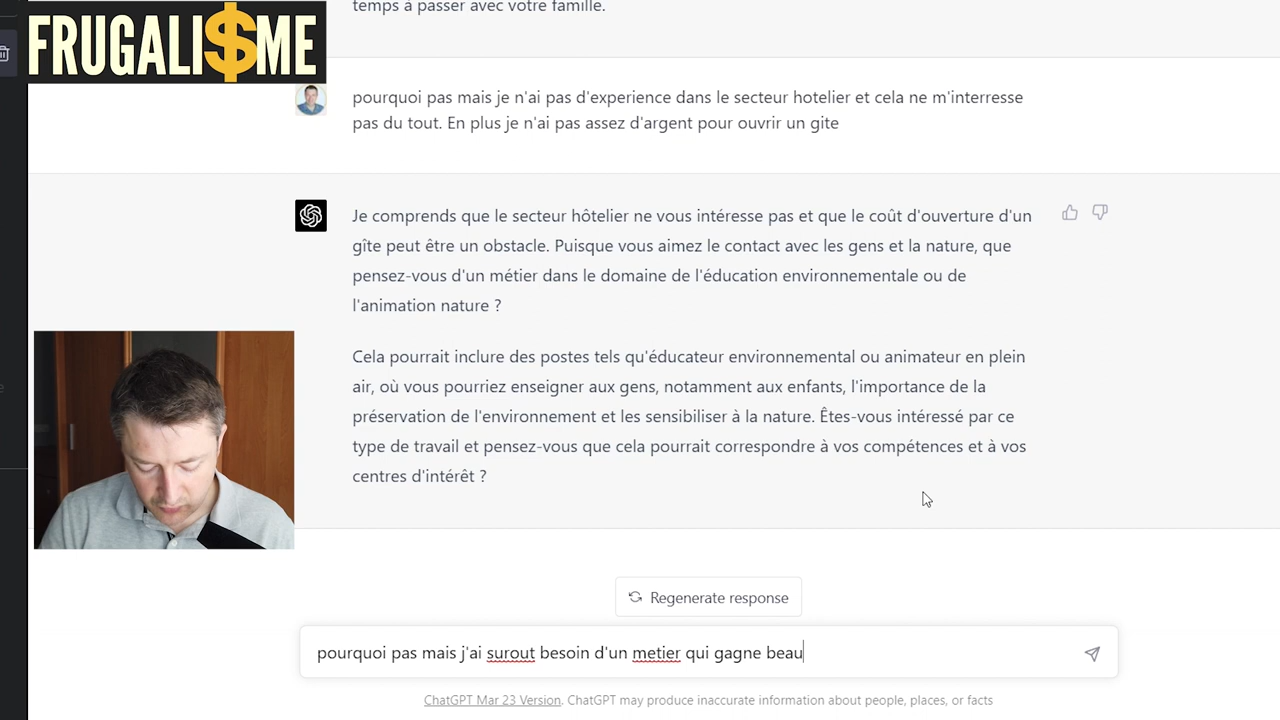 temps à passer avec votre famille.
FRUGALI$ME
pourquoi pas mais je n'ai pas d'experience dans le secteur hotelier et cela ne m'interresse
pas du tout. En plus je n'ai pas assez d'argent pour ouvrir un gite
Je comprends que le secteur hôtelier ne vous intéresse pas et que le coût d'ouverture d'un
gîte peut être un obstacle. Puisque vous aimez le contact avec les gens et la nature, que
pensez-vous d'un métier dans le domaine de l'éducation environnementale ou de
l'animation nature ?
Cela pourrait inclure des postes tels qu'éducateur environnemental ou animateur en plein
air, où vous pourriez enseigner aux gens, notamment aux enfants, l'importance de la
préservation de l'environnement et les sensibiliser à la nature. Êtes-vous intéressé par ce
type de travail et pensez-vous que cela pourrait correspondre à vos compétences et à vos
centres d'intérêt ?
Regenerate response
pourquoi pas mais j'ai surout besoin d'un metier qui gagne beau
ChatGPT Mar 23 Version. ChatGPT may produce inaccurate information about people, places, or facts